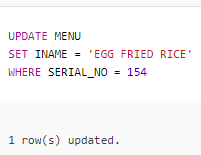 UPDATE MENU
SET INAME = 'EGG FRIED RICE'
WHERE SERIAL_NO = 154
1 row(s) updated.